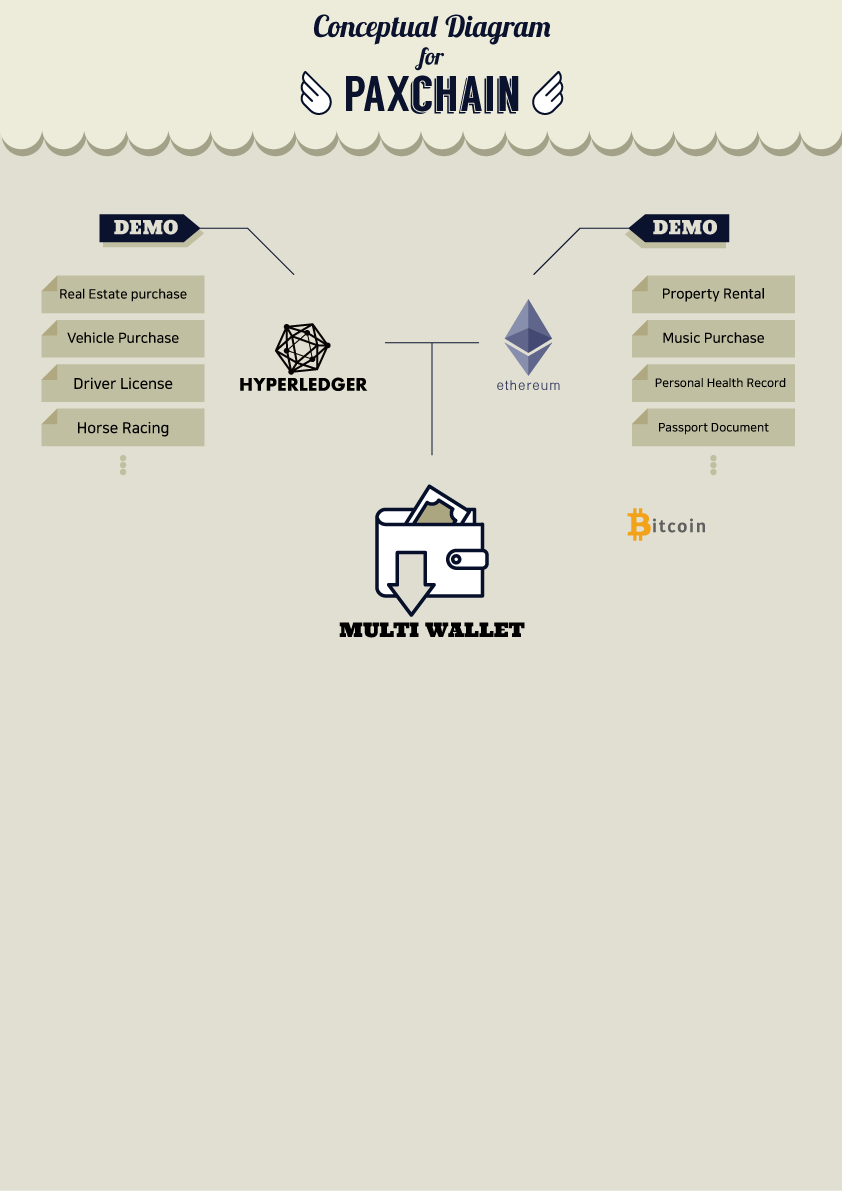 Conceptual Diagram
for
PAXCHAIN
DEMO
Real Estate purchase
Vehicle Purchase
Driver License
Horse Racing
HYPERLEDGER
ethereum
DEMO
Property Rental
Music Purchase
Personal Health Record
Passport Document
Bitcoin
MULTI WALLET